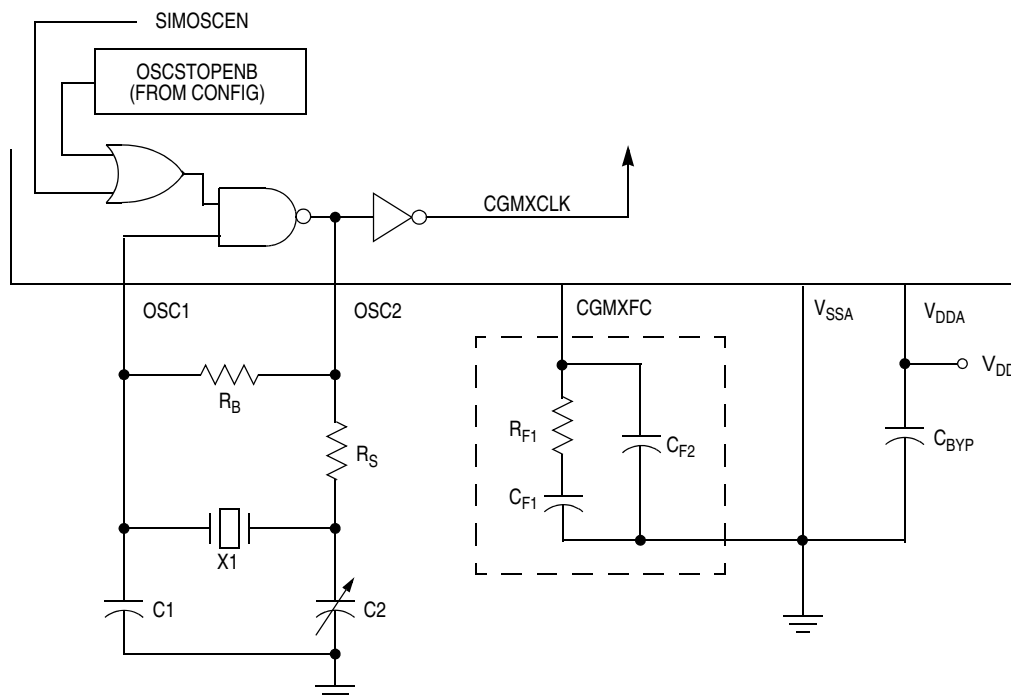 SIMOSCEN
OSCSTOPENB
(FROM CONFIG)
CGMXCLK
OSC1
OSC2
CGMXFC
VSSA
VDDA
VDD
RB
RS
RF1
CF2
CBYP
CF1
X1
C1
C2